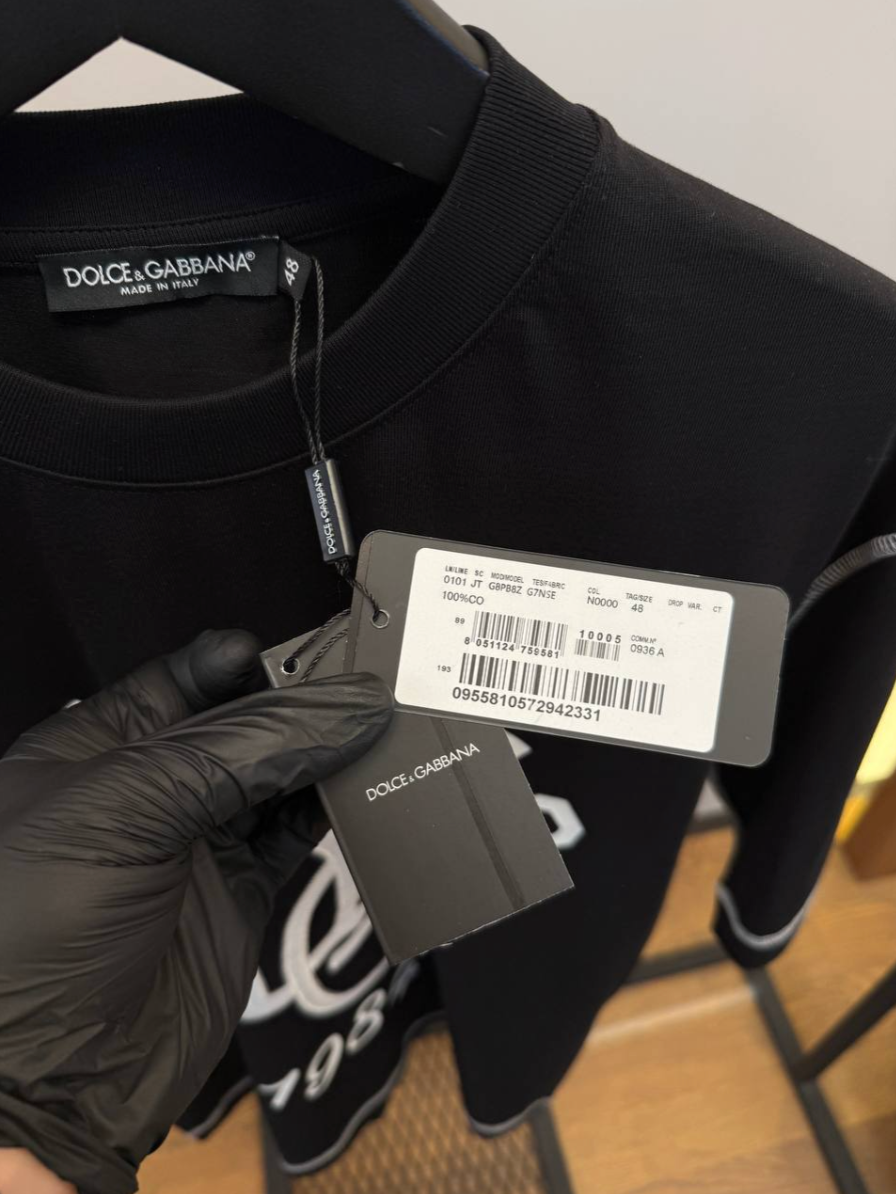 DOLCE & GABBANA®
MADE IN ITALY
48
DOLCE & GABBANA
LN/LINE SC MOD/MODEL TES/FABRIC COL TAG/SIZE DROP VAR. CT
0101 JT G8PB8Z G7NSE N0000 48
100%CO
89
8 051124 759581
10005
COMM.N°
0936 A
193
0955810572942331
DOLCE & GABBANA